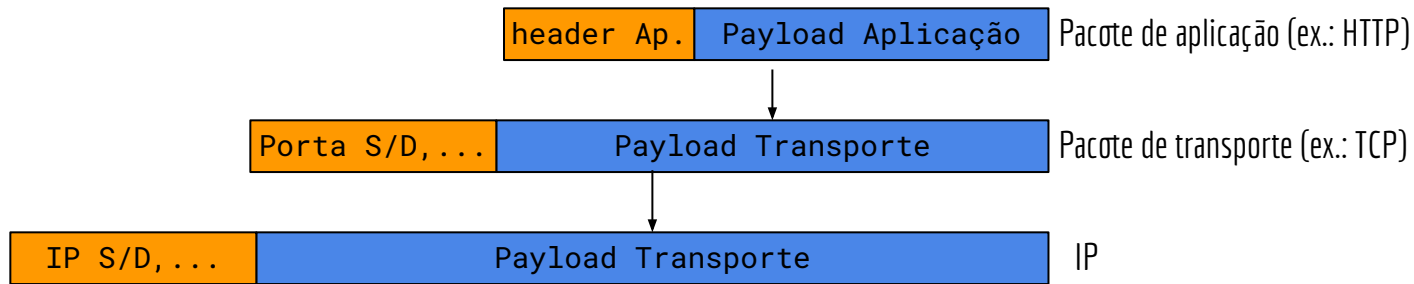 header Ap. Payload Aplicação Pacote de aplicação (ex.: HTTP)
Porta S/D,... Payload Transporte Pacote de transporte (ex.: TCP)
IP S/D,... Payload Transporte IP